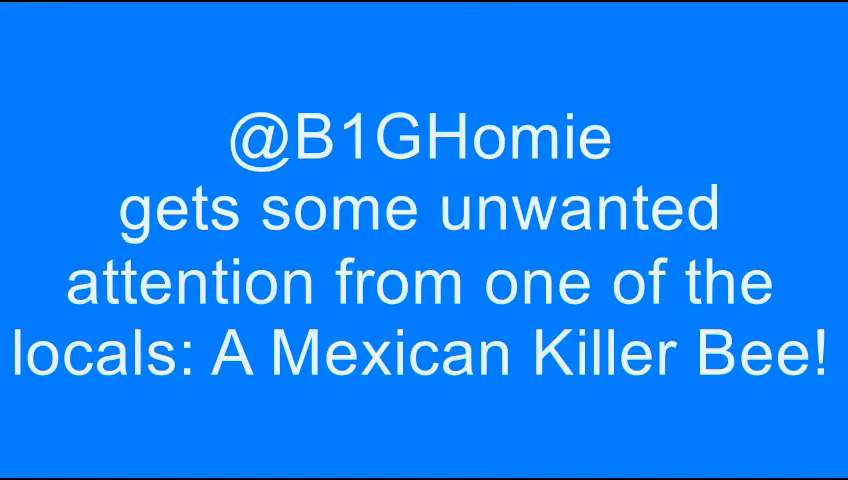 @B1GHomie
gets some unwanted
attention from one of the
locals: A Mexican Killer Bee!